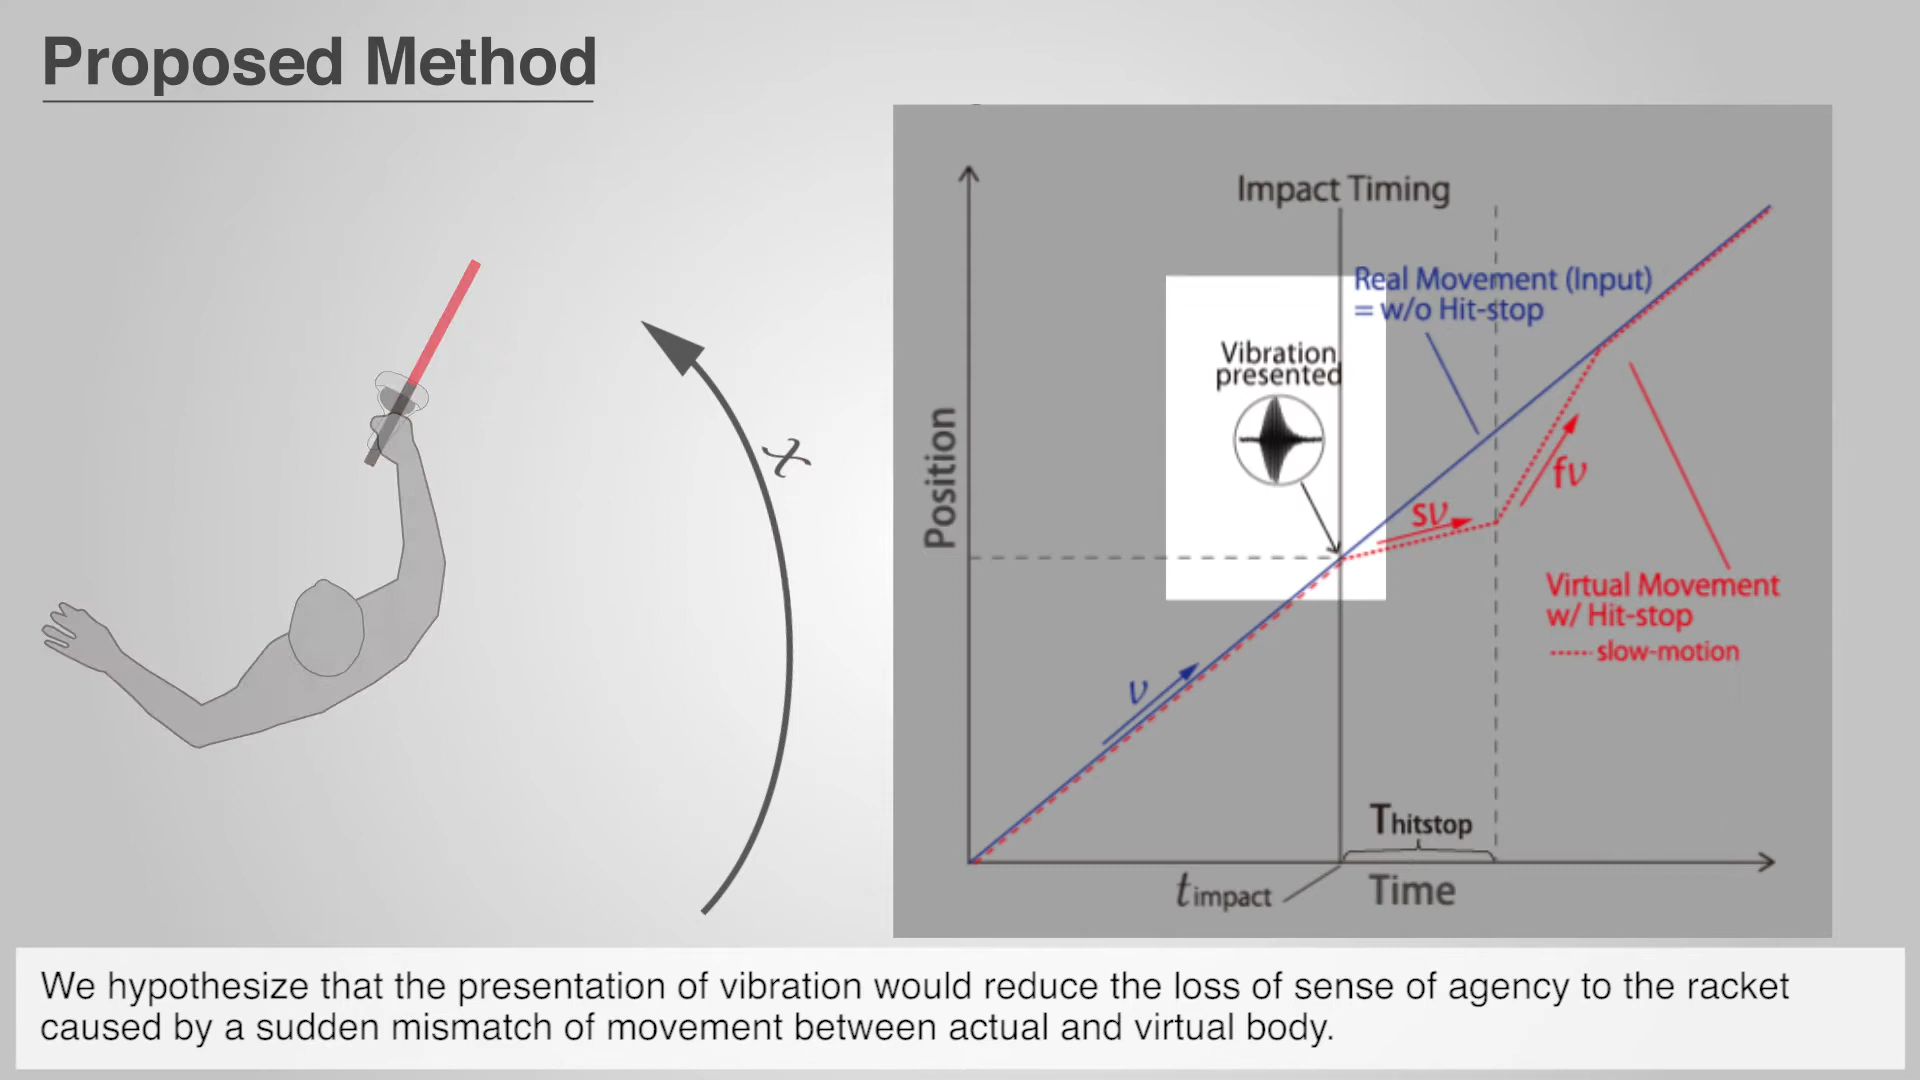 Proposed Method
x
Impact Timing
Real Movement (Input)
= w/o Hit-stop
Vibration
presented
Position
sν
fν
Virtual Movement
w/ Hit-stop
slow-motion
ν
Thitstop
timpact
Time
We hypothesize that the presentation of vibration would reduce the loss of sense of agency to the racket
caused by a sudden mismatch of movement between actual and virtual body.